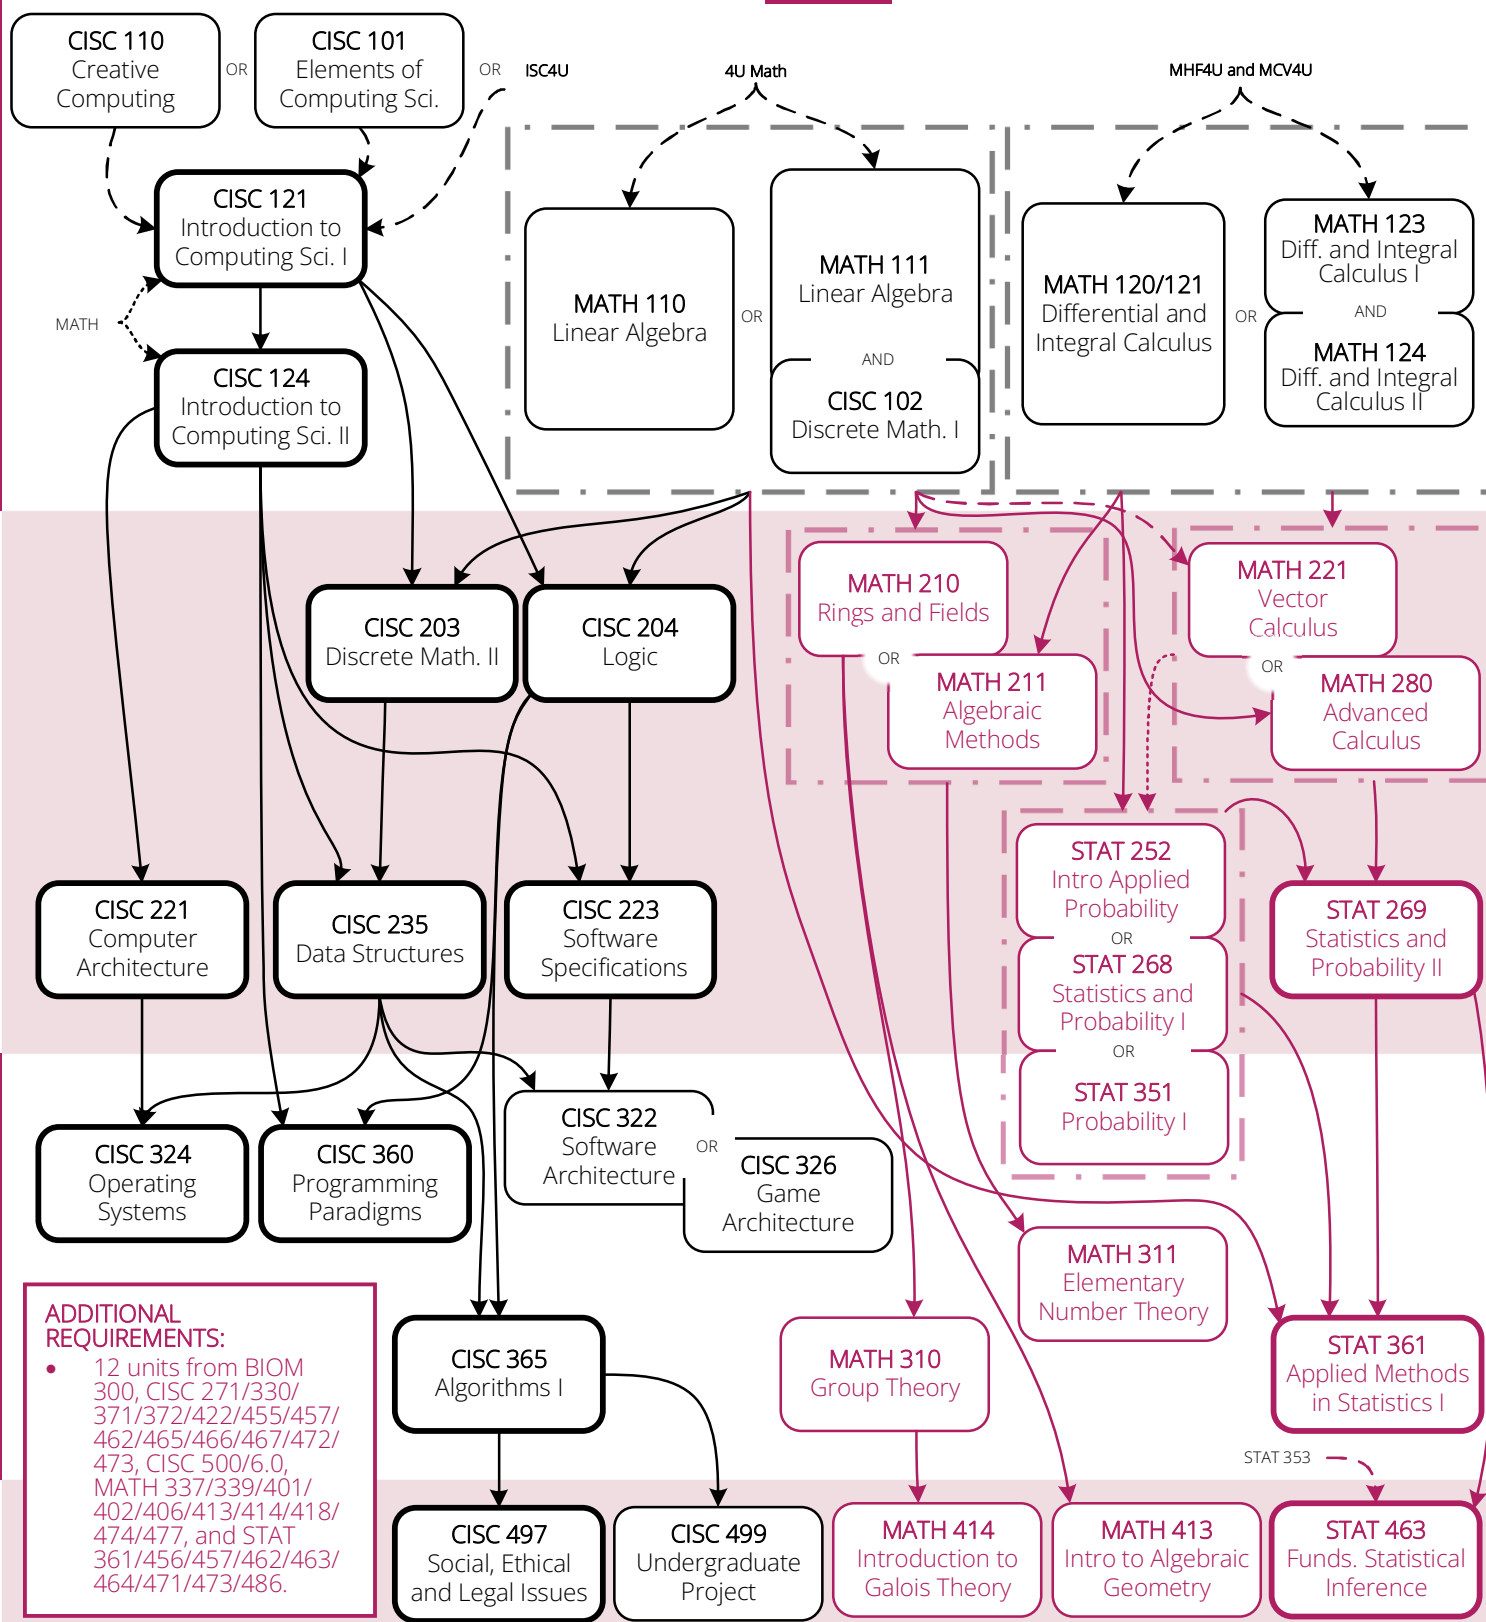 CISC 110
Creative
Computing
OR
CISC 101
Elements of
Computing Sci.
OR
ISC4U
4U Math
MHF4U and MCV4U
CISC 121
Introduction to
Computing Sci. I
MATH
CISC 124
Introduction to
Computing Sci. II
MATH 110
Linear Algebra
OR
MATH 111
Linear Algebra
AND
CISC 102
Discrete Math. I
MATH 120/121
Differential and
Integral Calculus
OR
MATH 123
Diff. and Integral
Calculus I
AND
MATH 124
Diff. and Integral
Calculus II
CISC 203
Discrete Math. II
CISC 204
Logic
MATH 210
Rings and Fields
OR
MATH 211
Algebraic
Methods
MATH 221
Vector
Calculus
OR
MATH 280
Advanced
Calculus
CISC 221
Computer
Architecture
CISC 235
Data Structures
CISC 223
Software
Specifications
STAT 252
Intro Applied
Probability
OR
STAT 268
Statistics and
Probability I
OR
STAT 351
Probability I
STAT 269
Statistics and
Probability II
CISC 324
Operating
Systems
CISC 360
Programming
Paradigms
CISC 322
Software
Architecture
OR
CISC 326
Game
Architecture
MATH 311
Elementary
Number Theory
ADDITIONAL
REQUIREMENTS:
• 12 units from BIOM
300, CISC 271/330/
371/372/422/455/457/
462/465/466/467/472/
473, CISC 500/6.0,
MATH 337/339/401/
402/406/413/414/418/
474/477, and STAT
361/456/457/462/463/
464/471/473/486.
CISC 365
Algorithms I
MATH 310
Group Theory
STAT 361
Applied Methods
in Statistics I
STAT 353
CISC 497
Social, Ethical
and Legal Issues
CISC 499
Undergraduate
Project
MATH 414
Introduction to
Galois Theory
MATH 413
Intro to Algebraic
Geometry
STAT 463
Funds. Statistical
Inference